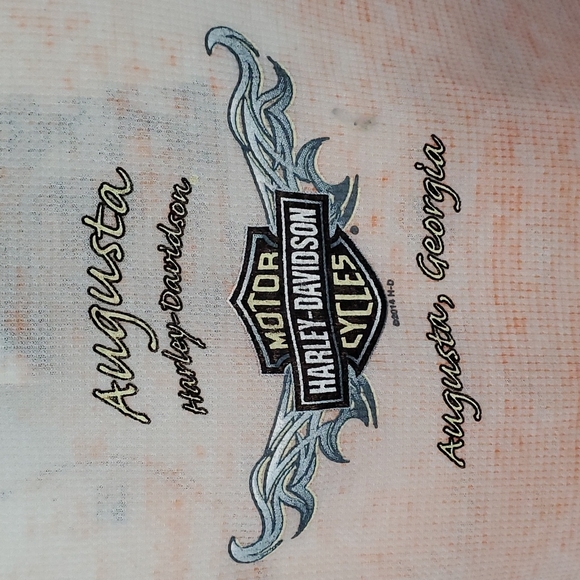 Augusta
Harley-Davidson
MOTOR
HARLEY-DAVIDSON
CYCLES
©2014 H-D
Augusta, Georgia